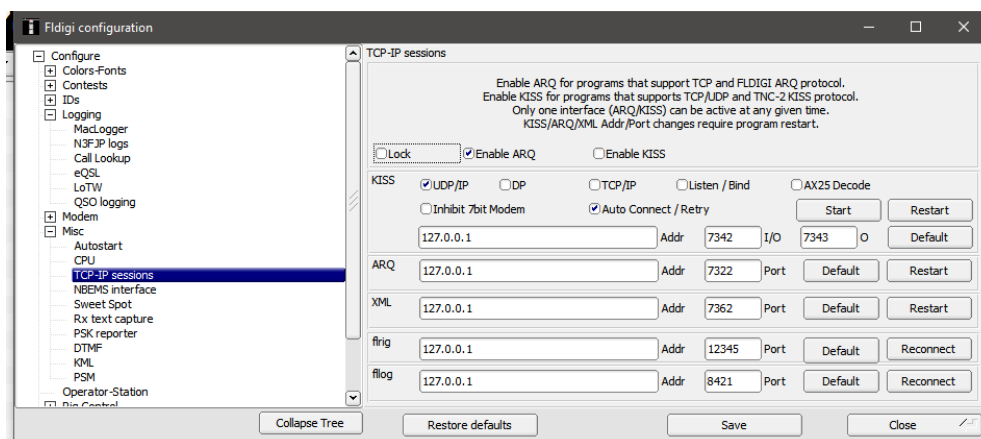 Fldigi configuration
Configure
Colors-Fonts
Contests
IDs
Logging
MacLogger
N3FJP logs
Call Lookup
eQSL
LoTW
QSO logging
Modem
Misc
Autostart
CPU
TCP-IP sessions
NBEMS interface
Sweet Spot
Rx text capture
PSK reporter
DTMF
KML
PSM
Operator-Station
Rig Control
Collapse Tree
TCP-IP sessions
Enable ARQ for programs that support TCP and FLDIGI ARQ protocol.
Enable KISS for programs that supports TCP/UDP and TNC-2 KISS protocol.
Only one interface (ARQ/KISS) can be active at any given time.
KISS/ARQ/XML Addr/Port changes require program restart.
Lock Enable ARQ Enable KISS
KISS UDP/IP DP TCP/IP Listen / Bind AX25 Decode
Inhibit 7bit Modem Auto Connect / Retry Start Restart
127.0.0.1 Addr 7342 I/O 7343 O Default
ARQ 127.0.0.1 Addr 7322 Port Default Restart
XML 127.0.0.1 Addr 7362 Port Default Restart
flrig 127.0.0.1 Addr 12345 Port Default Reconnect
fllog 127.0.0.1 Addr 8421 Port Default Reconnect
Restore defaults Save Close